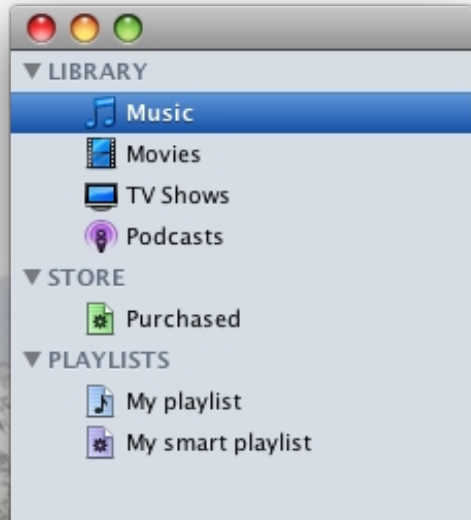 LIBRARY
Music
Movies
TV Shows
Podcasts
STORE
Purchased
PLAYLISTS
My playlist
My smart playlist